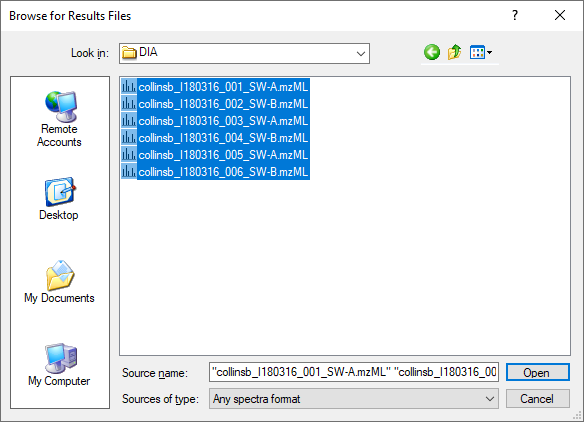 Browse for Results Files
?
Look in:
DIA
Remote
Accounts
Desktop
My Documents
My Computer
collinsb_I180316_001_SW-A.mzML
collinsb_I180316_002_SW-B.mzML
collinsb_I180316_003_SW-A.mzML
collinsb_I180316_004_SW-B.mzML
collinsb_I180316_005_SW-A.mzML
collinsb_I180316_006_SW-B.mzML
Source name:
"collinsb_I180316_001_SW-A.mzML" "collinsb_I180316_00
Open
Sources of type:
Any spectra format
Cancel